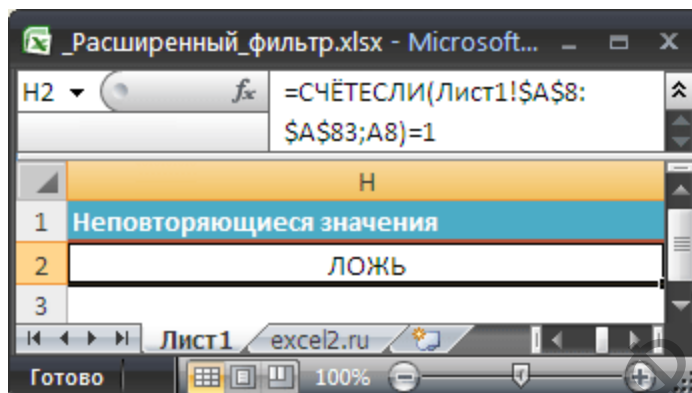 _Расширенный_фильтр.xlsx - Microsoft...
H2 fx =СЧЁТЕСЛИ(Лист1!$A$8:
$A$83;A8)=1
H
1 Неповторяющиеся значения
2 ЛОЖЬ
3
Лист1 excel2.ru
Готово 100%